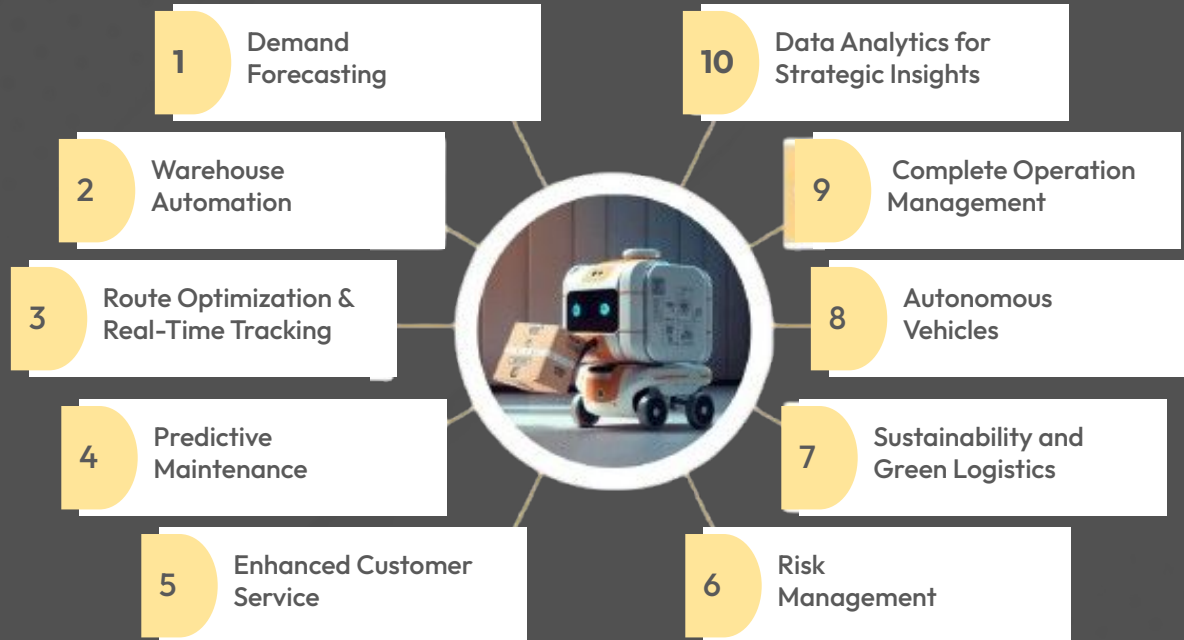 1
Demand
Forecasting
2
Warehouse
Automation
3
Route Optimization &
Real-Time Tracking
4
Predictive
Maintenance
5
Enhanced Customer
Service
6
Risk
Management
7
Sustainability and
Green Logistics
8
Autonomous
Vehicles
9
Complete Operation
Management
10
Data Analytics for
Strategic Insights